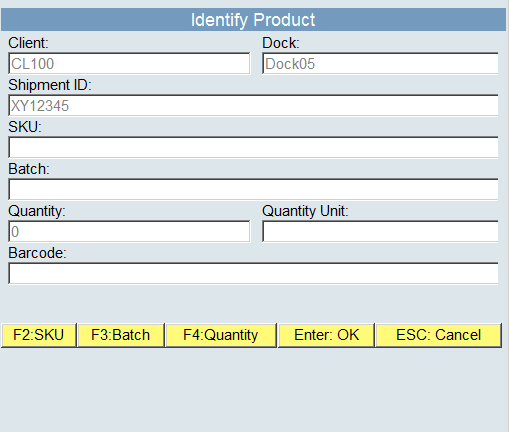 Identify Product
Client: Dock:
CL100 Dock05
Shipment ID:
XY12345
SKU:
Batch:
Quantity: Quantity Unit:
0
Barcode:
F2:SKU F3:Batch F4:Quantity Enter: OK ESC: Cancel